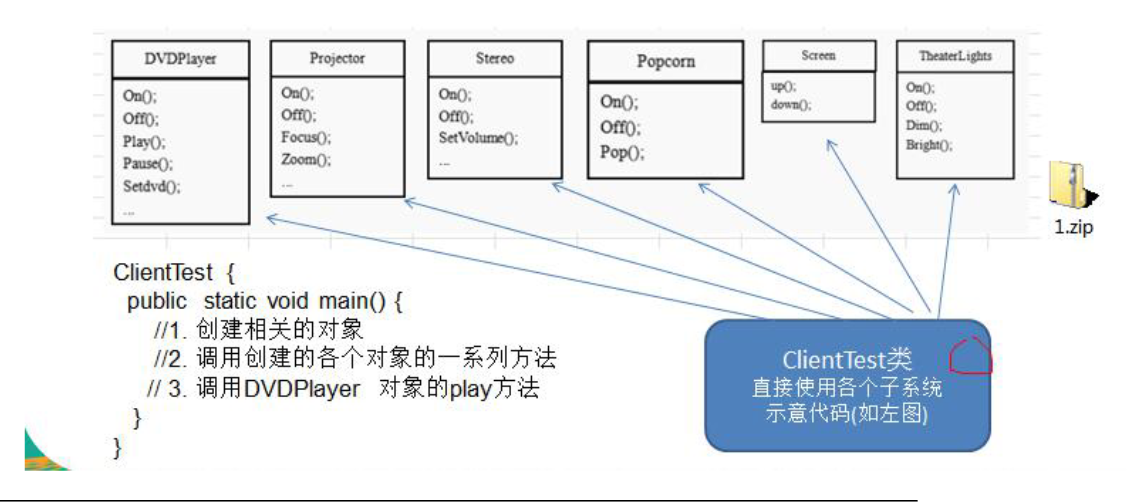 DVDPlayer
On();
Off();
Play();
Pause();
Setdvd();
...
Projector
On();
Off();
Focus();
Zoom();
...
Stereo
On();
Off();
SetVolume();
...
Popcorn
On();
Off();
Pop();
Screen
up();
down();
TheaterLights
On();
Off();
Dim();
Bright();
1.zip
ClientTest {
public static void main() {
//1. 创建相关的对象
//2. 调用创建的各个对象的一系列方法
// 3. 调用DVDPlayer 对象的play方法
}
}
ClientTest类
直接使用各个子系统
示意代码(如左图)